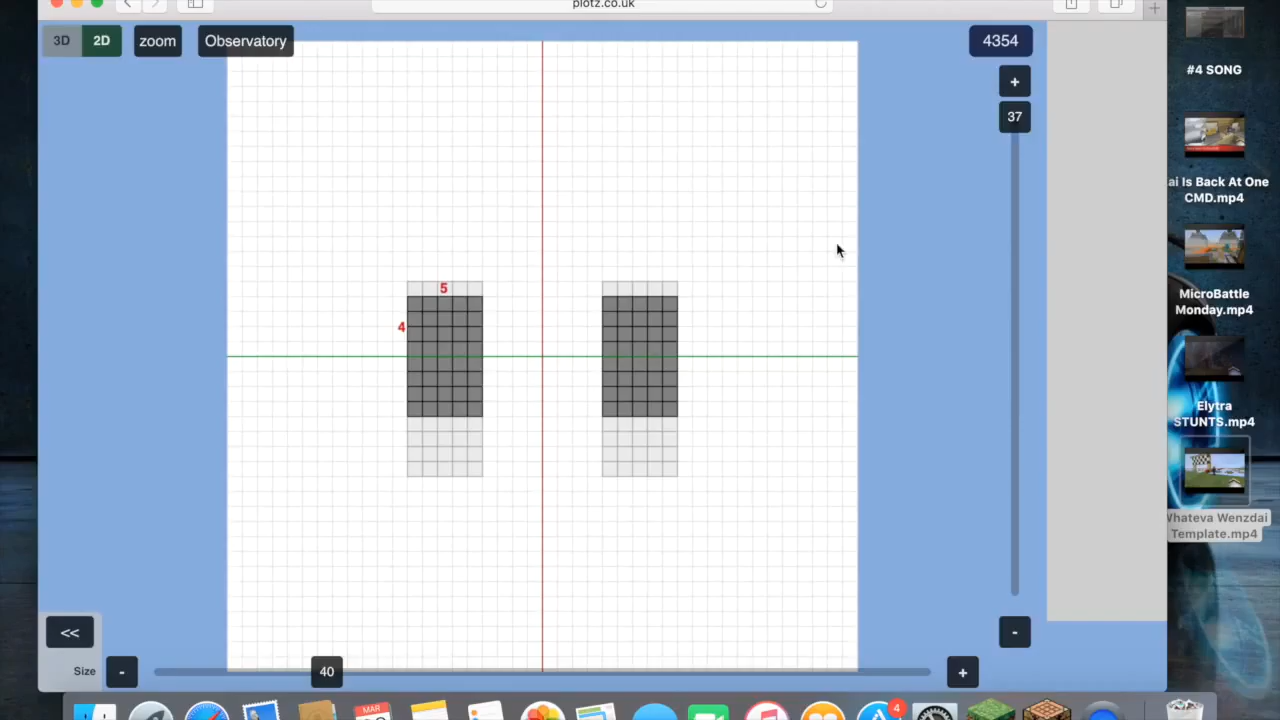 plotz.co.uk
3D
2D
zoom
Observatory
4354
+
37
5
4
<<
-
Size
-
40
+
#4 SONG
ai Is Back At One
CMD.mp4
MicroBattle
Monday.mp4
Elytra
STUNTS.mp4
Whateva Wenzdai
Template.mp4
MAR
4